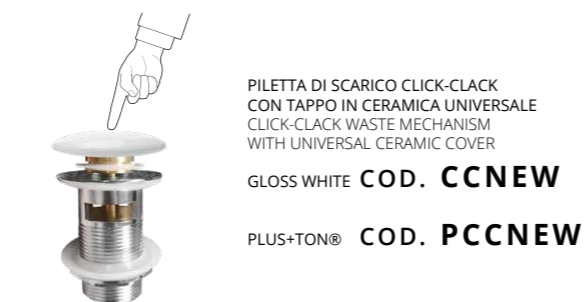 PILETTA DI SCARICO CLICK-CLACK
CON TAPPO IN CERAMICA UNIVERSALE
CLICK-CLACK WASTE MECHANISM
WITH UNIVERSAL CERAMIC COVER
GLOSS WHITE COD. CCNEW
PLUS+TON® COD. PCCNEW